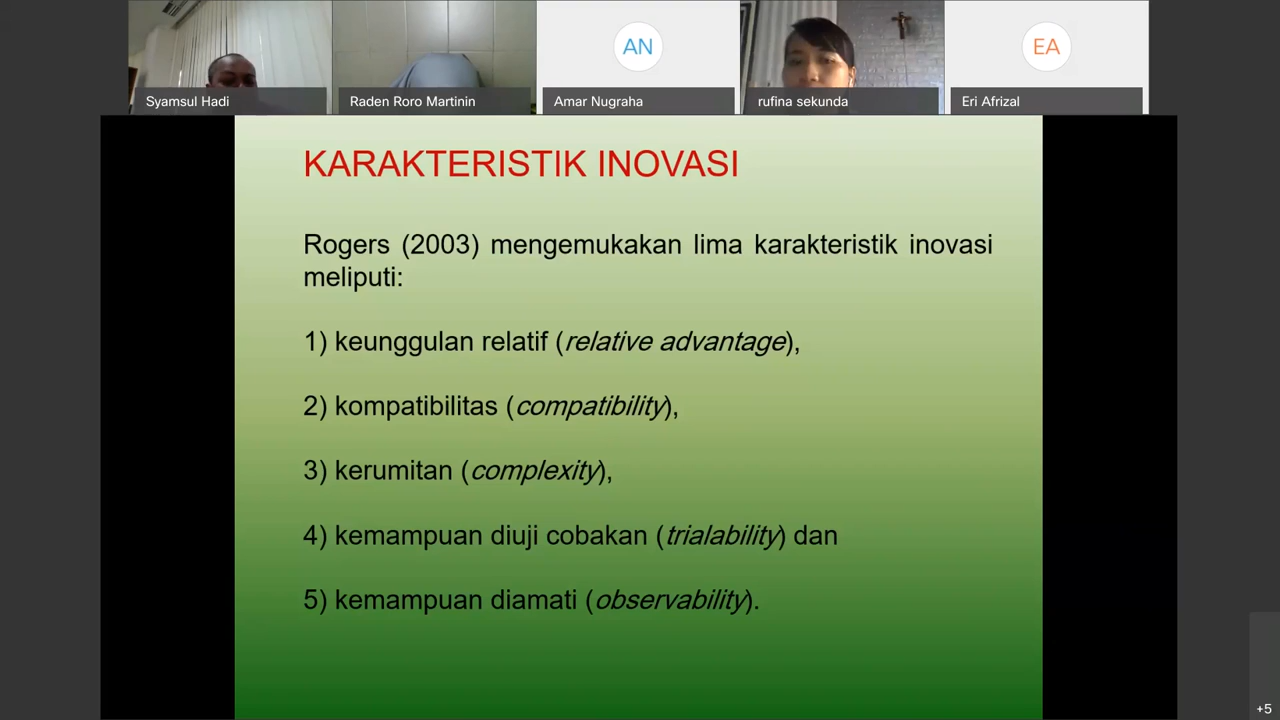 Syamsul Hadi
Raden Roro Martinin
AN
Amar Nugraha
rufina sekunda
EA
Eri Afrizal
KARAKTERISTIK INOVASI
Rogers (2003) mengemukakan lima karakteristik inovasi
meliputi:
1) keunggulan relatif (relative advantage),
2) kompatibilitas (compatibility),
3) kerumitan (complexity),
4) kemampuan diuji cobakan (trialability) dan
5) kemampuan diamati (observability).
+5